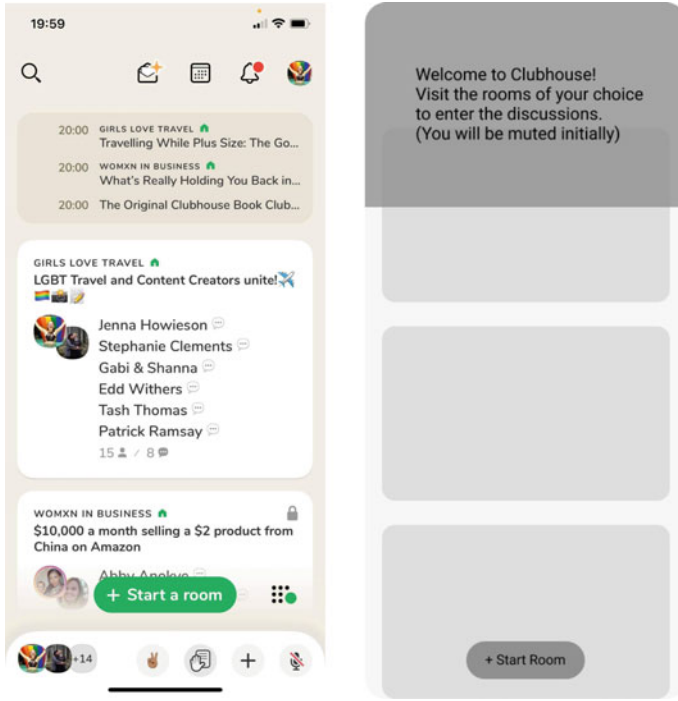 19:59
20:00 GIRLS LOVE TRAVEL
Travelling While Plus Size: The Go...
20:00 WOMXN IN BUSINESS
What's Really Holding You Back in...
20:00 The Original Clubhouse Book Club...
GIRLS LOVE TRAVEL
LGBT Travel and Content Creators unite!
Jenna Howieson
Stephanie Clements
Gabi & Shanna
Edd Withers
Tash Thomas
Patrick Ramsay
15 / 8
WOMXN IN BUSINESS
$10,000 a month selling a $2 product from
China on Amazon
Abby
+ Start a room
+14
Welcome to Clubhouse!
Visit the rooms of your choice
to enter the discussions.
(You will be muted initially)
+ Start Room